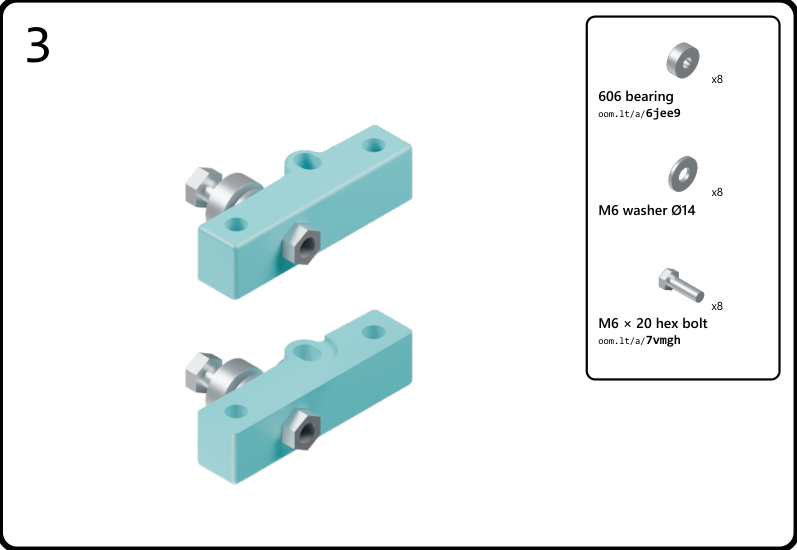 3
x8
606 bearing
oom.lt/a/6jee9
x8
M6 washer Ø14
x8
M6 × 20 hex bolt
oom.lt/a/7vmgh